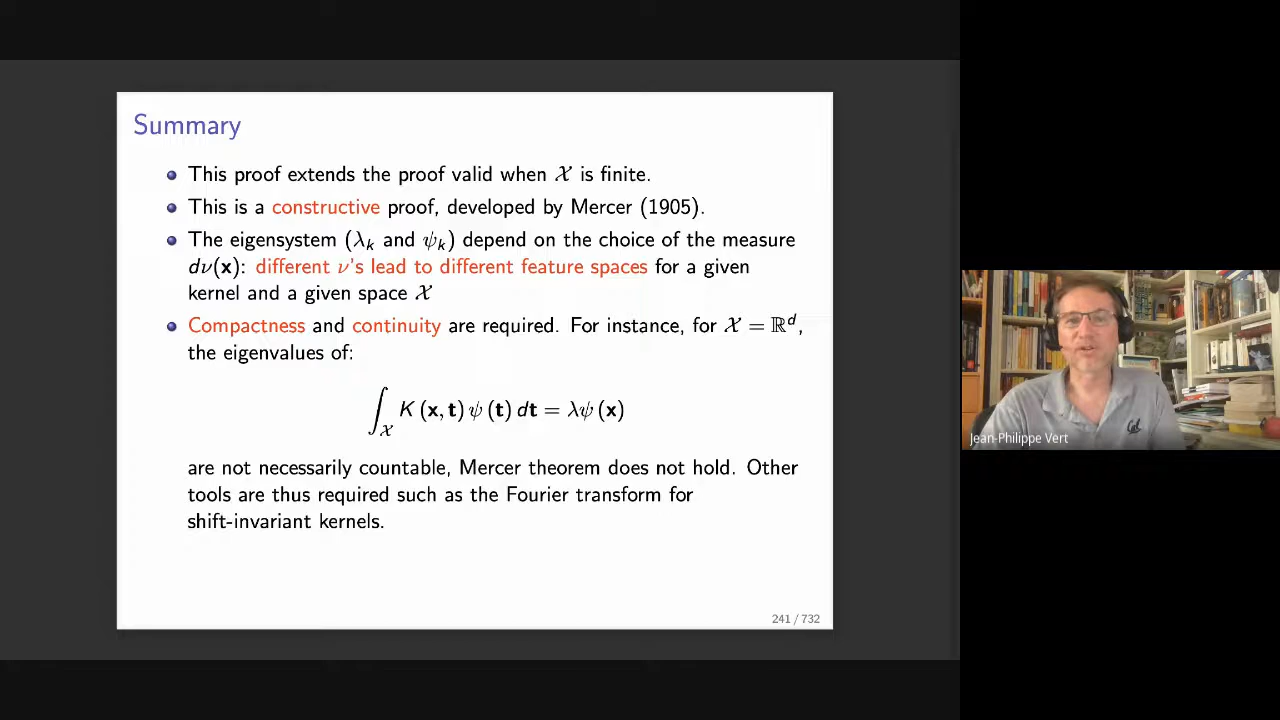 Summary
This proof extends the proof valid when 𝒳 is finite.
This is a constructive proof, developed by Mercer (1905).
The eigensystem (λₖ and ψₖ) depend on the choice of the measure
dν(x): different ν's lead to different feature spaces for a given
kernel and a given space 𝒳
Compactness and continuity are required. For instance, for 𝒳 = ℝᵈ,
the eigenvalues of:
∫_𝒳 K (x, t) ψ (t) dt = λψ (x)
are not necessarily countable, Mercer theorem does not hold. Other
tools are thus required such as the Fourier transform for
shift-invariant kernels.
241 / 732
Jean-Philippe Vert
Cal